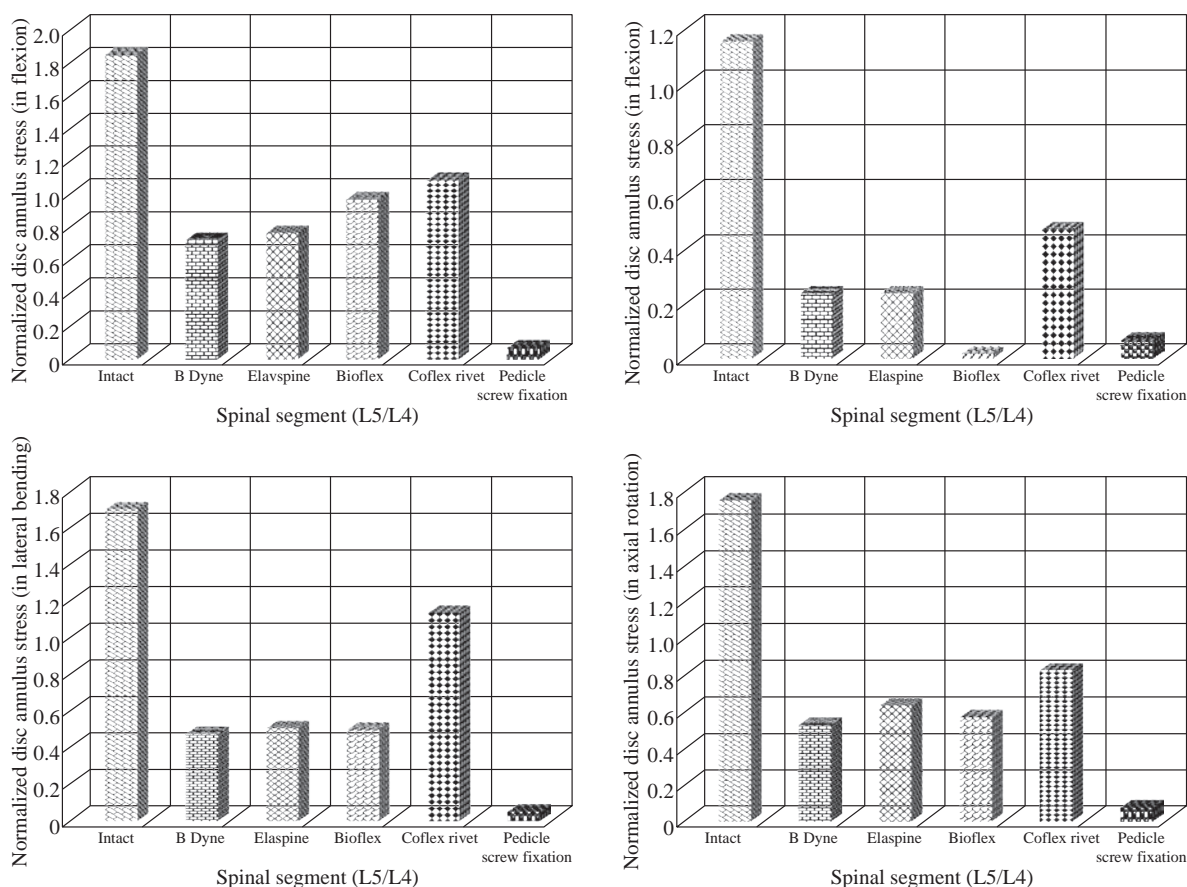 Normalized disc annulus stress (in flexion)
2.0
1.8
1.6
1.4
1.2
1.0
0.8
0.6
0.4
0.2
0
Intact B Dyne Elavspine Bioflex Coflex rivet Pedicle
screw fixation
Spinal segment (L5/L4)
Normalized disc annulus stress (in flexion)
1.2
1.0
0.8
0.6
0.4
0.2
0
Intact B Dyne Elaspine Bioflex Coflex rivet Pedicle
screw fixation
Spinal segment (L5/L4)
Normalized disc annulus stress (in lateral bending)
1.8
1.6
1.4
1.2
1.0
0.8
0.6
0.4
0.2
0
Intact B Dyne Elaspine Bioflex Coflex rivet Pedicle
screw fixation
Spinal segment (L5/L4)
Normalized disc annulus stress (in axial rotation)
1.8
1.6
1.4
1.2
1.0
0.8
0.6
0.4
0.2
0
Intact B Dyne Elaspine Bioflex Coflex rivet Pedicle
screw fixation
Spinal segment (L5/L4)